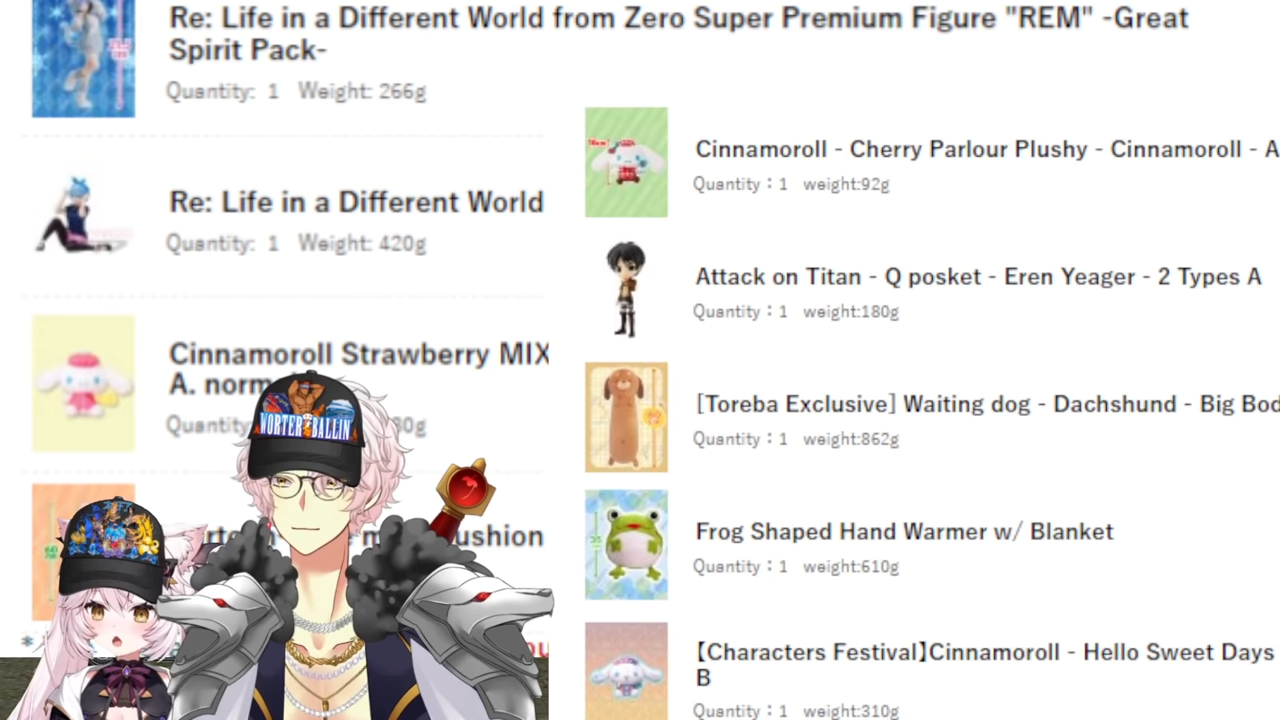 Re: Life in a Different World from Zero Super Premium Figure "REM" -Great
Spirit Pack-
Quantity: 1 Weight: 266g
Re: Life in a Different World
Quantity: 1 Weight: 420g
Cinnamoroll Strawberry MIX
A. norm
Quantity
0g
ushion
WORTER BALLIN
Cinnamoroll - Cherry Parlour Plushy - Cinnamoroll - A
Quantity：1 weight:92g
Attack on Titan - Q posket - Eren Yeager - 2 Types A
Quantity：1 weight:180g
[Toreba Exclusive] Waiting dog - Dachshund - Big Bod
Quantity：1 weight:862g
Frog Shaped Hand Warmer w/ Blanket
Quantity：1 weight:610g
【Characters Festival】Cinnamoroll - Hello Sweet Days
B
Quantity：1 weight:310g